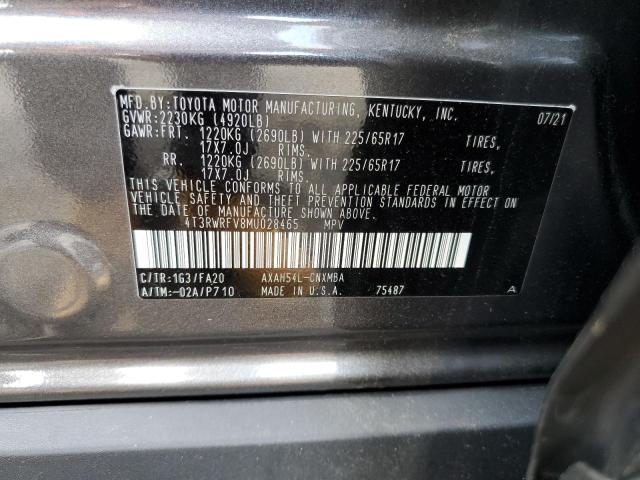 MFD.BY:TOYOTA MOTOR MANUFACTURING, KENTUCKY, INC. 07/21
GVWR:2230KG (4920LB)
GAWR:FRT. 1220KG (2690LB) WITH 225/65R17 TIRES,
17X7.0J RIMS.
RR. 1220KG (2690LB) WITH 225/65R17 TIRES,
17X7.0J RIMS.
THIS VEHICLE CONFORMS TO ALL APPLICABLE FEDERAL MOTOR
VEHICLE SAFETY AND THEFT PREVENTION STANDARDS IN EFFECT ON
THE DATE OF MANUFACTURE SHOWN ABOVE.
4T3RWRFV8MU028465 MPV
C/TR:1G3/FA20 AXAH54L-CNXMBA
A/TM:-02A/P710 MADE IN U.S.A. 75487 A